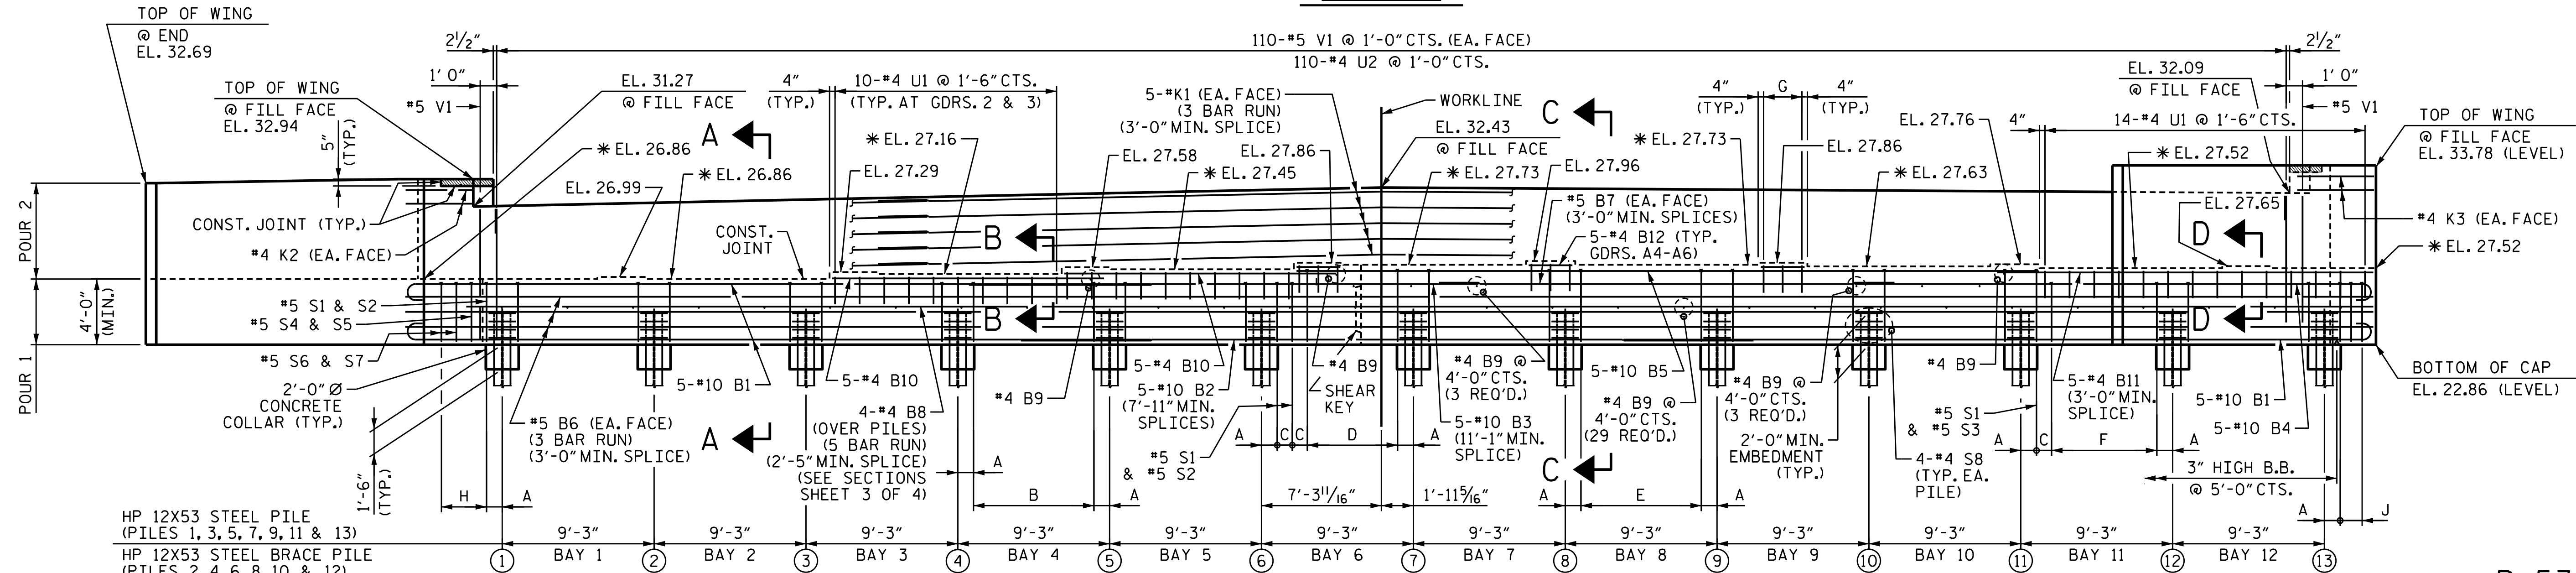 TOP OF WING
@ END
EL. 32.69
TOP OF WING
@ FILL FACE
EL. 32.94
2½"
1' 0"
#5 V1
5"
(TYP.)
EL. 31.27
@ FILL FACE
4"
(TYP.)
10-#4 U1 @ 1'-6" CTS.
(TYP. AT GDRS. 2 & 3)
110-#5 V1 @ 1'-0" CTS. (EA. FACE)
110-#4 U2 @ 1'-0" CTS.
5-#K1 (EA. FACE)
(3 BAR RUN)
(3'-0" MIN. SPLICE)
WORKLINE
EL. 32.43
@ FILL FACE
4"
(TYP.)
G
4"
(TYP.)
2½"
EL. 32.09
@ FILL FACE
1' 0"
#5 V1
4"
14-#4 U1 @ 1'-6" CTS.
TOP OF WING
@ FILL FACE
EL. 33.78 (LEVEL)
A
* EL. 26.86
EL. 26.99
* EL. 26.86
* EL. 27.16
EL. 27.29
EL. 27.58
* EL. 27.45
EL. 27.86
* EL. 27.73
C
EL. 27.96
* EL. 27.73
EL. 27.86
* EL. 27.63
EL. 27.76
* EL. 27.52
EL. 27.65
* EL. 27.52
POUR 2
POUR 1
4'-0"
(MIN.)
CONST. JOINT (TYP.)
#4 K2 (EA. FACE)
CONST.
JOINT
B
B
#5 B7 (EA. FACE)
(3'-0" MIN. SPLICES)
5-#4 B12 (TYP.
GDRS. A4-A6)
D
D
#4 K3 (EA. FACE)
#5 S1 & S2
#5 S4 & S5
#5 S6 & S7
2'-0" Ø
CONCRETE
COLLAR (TYP.)
1'-6"
(TYP.)
#5 B6 (EA. FACE)
(3 BAR RUN)
(3'-0" MIN. SPLICE)
5-#10 B1
A
5-#4 B10
4-#4 B8
(OVER PILES)
(5 BAR RUN)
(2'-5" MIN. SPLICE)
(SEE SECTIONS
SHEET 3 OF 4)
#4 B9
5-#4 B10
5-#10 B2
(7'-11" MIN.
SPLICES)
#5 S1
& #5 S2
#4 B9
SHEAR
KEY
#4 B9 @
4'-0" CTS.
(3 REQ'D.)
5-#10 B3
(11'-1" MIN.
SPLICE)
C
5-#10 B5
#4 B9 @
4'-0" CTS.
(29 REQ'D.)
#4 B9 @
4'-0" CTS.
(3 REQ'D.)
2'-0" MIN.
EMBEDMENT
(TYP.)
4-#4 S8
(TYP. EA.
PILE)
#4 B9
#5 S1
& #5 S3
5-#4 B11
(3'-0" MIN.
SPLICE)
5-#10 B1
5-#10 B4
3" HIGH B.B.
@ 5'-0" CTS.
BOTTOM OF CAP
EL. 22.86 (LEVEL)
H A A B A A C C D A A E A A C F A A J
7'-3¹¹⁄₁₆"
1'-11⁵⁄₁₆"
HP 12X53 STEEL PILE
(PILES 1, 3, 5, 7, 9, 11 & 13)
HP 12X53 STEEL BRACE PILE
(PILES 2, 4, 6, 8, 10 & 12)
9'-3" 9'-3" 9'-3" 9'-3" 9'-3" 9'-3" 9'-3" 9'-3" 9'-3" 9'-3" 9'-3" 9'-3"
1 BAY 1 2 BAY 2 3 BAY 3 4 BAY 4 5 BAY 5 6 BAY 6 7 BAY 7 8 BAY 8 9 BAY 9 10 BAY 10 11 BAY 11 12 BAY 12 13